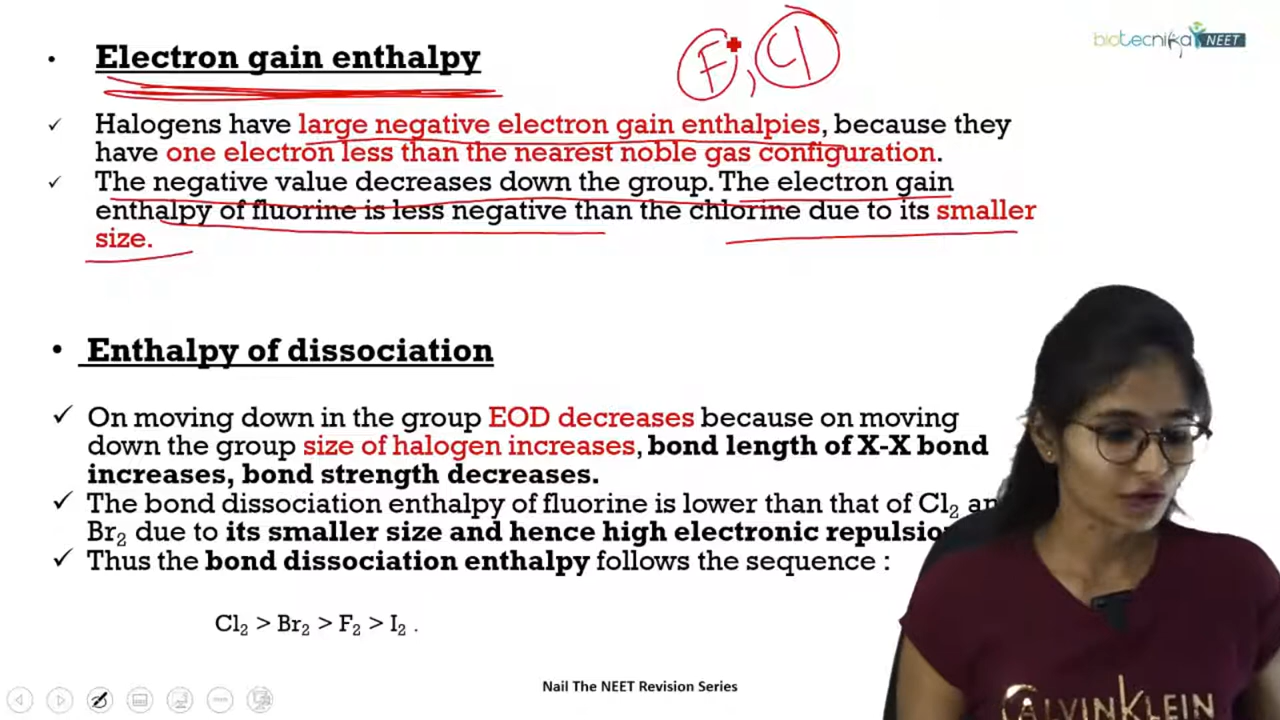 F, Cl
biotecnika NEET
• Electron gain enthalpy
✓ Halogens have large negative electron gain enthalpies, because they
have one electron less than the nearest noble gas configuration.
✓ The negative value decreases down the group. The electron gain
enthalpy of fluorine is less negative than the chlorine due to its smaller
size.
• Enthalpy of dissociation
✓ On moving down in the group EOD decreases because on moving
down the group size of halogen increases, bond length of X-X bond
increases, bond strength decreases.
✓ The bond dissociation enthalpy of fluorine is lower than that of Cl₂ an
Br₂ due to its smaller size and hence high electronic repulsio
✓ Thus the bond dissociation enthalpy follows the sequence :
Cl₂ > Br₂ > F₂ > I₂ .
Nail The NEET Revision Series
CALVINKLEIN